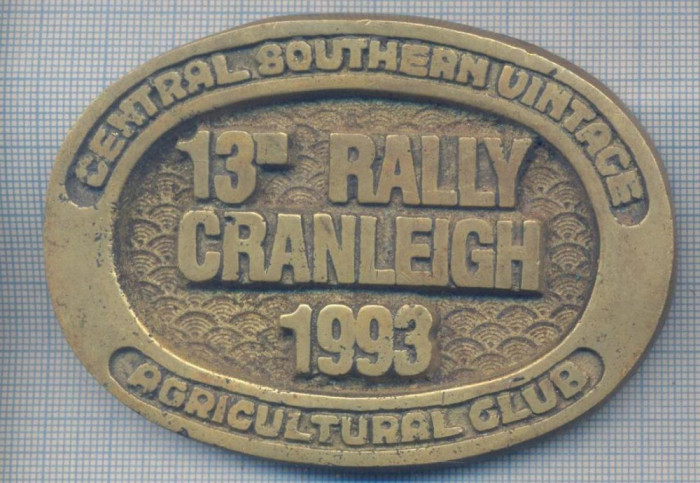 CENTRAL SOUTHERN VINTAGE
13TH RALLY
CRANLEIGH
1993
AGRICULTURAL CLUB